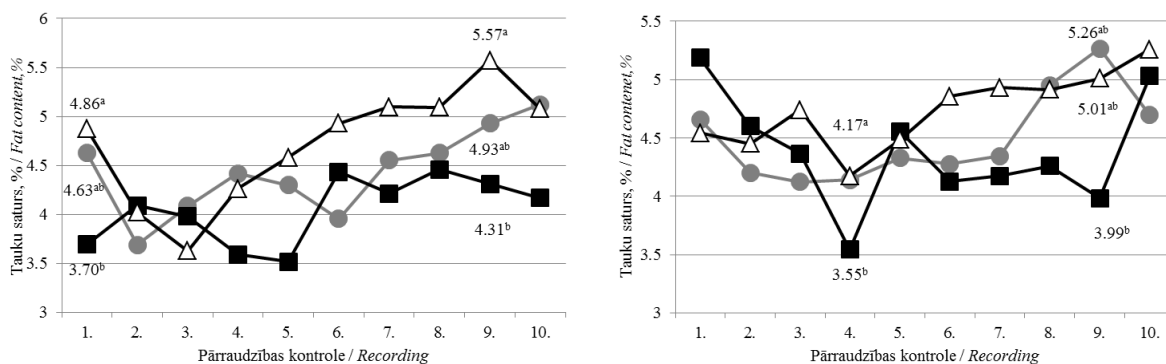 Tauku saturs, % / Fat content,%
6
5.5
5
4.5
4
3.5
3
4.86ᵃ
4.63ᵃᵇ
3.70ᵇ
5.57ᵃ
4.93ᵃᵇ
4.31ᵇ
1. 2. 3. 4. 5. 6. 7. 8. 9. 10.
Pārraudzības kontrole / Recording
Tauku saturs, % / Fat contenet,%
5.5
5
4.5
4
3.5
3
4.17ᵃ
3.55ᵇ
5.26ᵃᵇ
5.01ᵃᵇ
3.99ᵇ
1. 2. 3. 4. 5. 6. 7. 8. 9. 10.
Pārraudzības kontrole / Recording